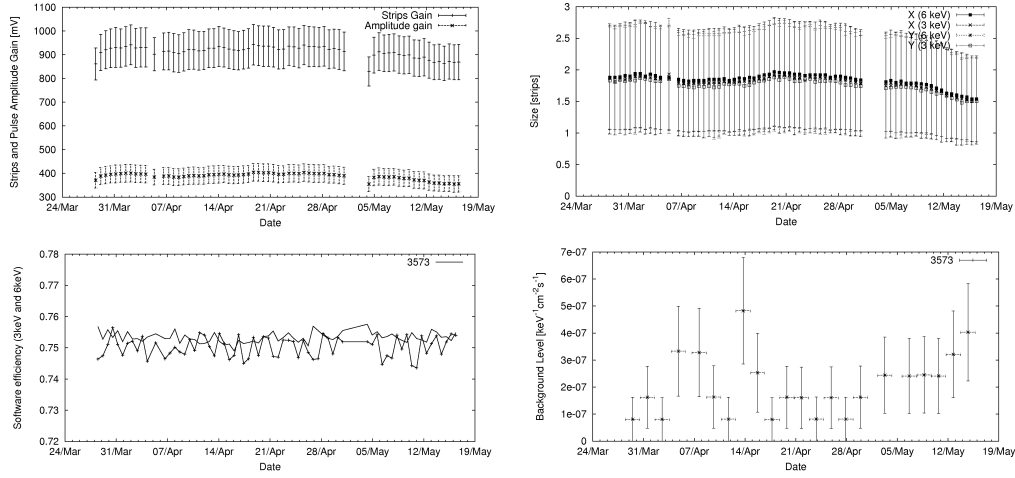 Strips and Pulse Amplitude Gain [mV]
1100
1000
900
800
700
600
500
400
300
Strips Gain
Amplitude gain
24/Mar 31/Mar 07/Apr 14/Apr 21/Apr 28/Apr 05/May 12/May 19/May
Date
Size [strips]
3
2.5
2
1.5
1
0.5
0
X (6 keV)
X (3 keV)
Y (6 keV)
Y (3 keV)
24/Mar 31/Mar 07/Apr 14/Apr 21/Apr 28/Apr 05/May 12/May 19/May
Date
Software efficiency (3keV and 6keV)
0.78
0.77
0.76
0.75
0.74
0.73
0.72
3573
24/Mar 31/Mar 07/Apr 14/Apr 21/Apr 28/Apr 05/May 12/May 19/May
Date
Background Level [keV⁻¹cm⁻²s⁻¹]
7e-07
6e-07
5e-07
4e-07
3e-07
2e-07
1e-07
0
3573
24/Mar 31/Mar 07/Apr 14/Apr 21/Apr 28/Apr 05/May 12/May 19/May
Date